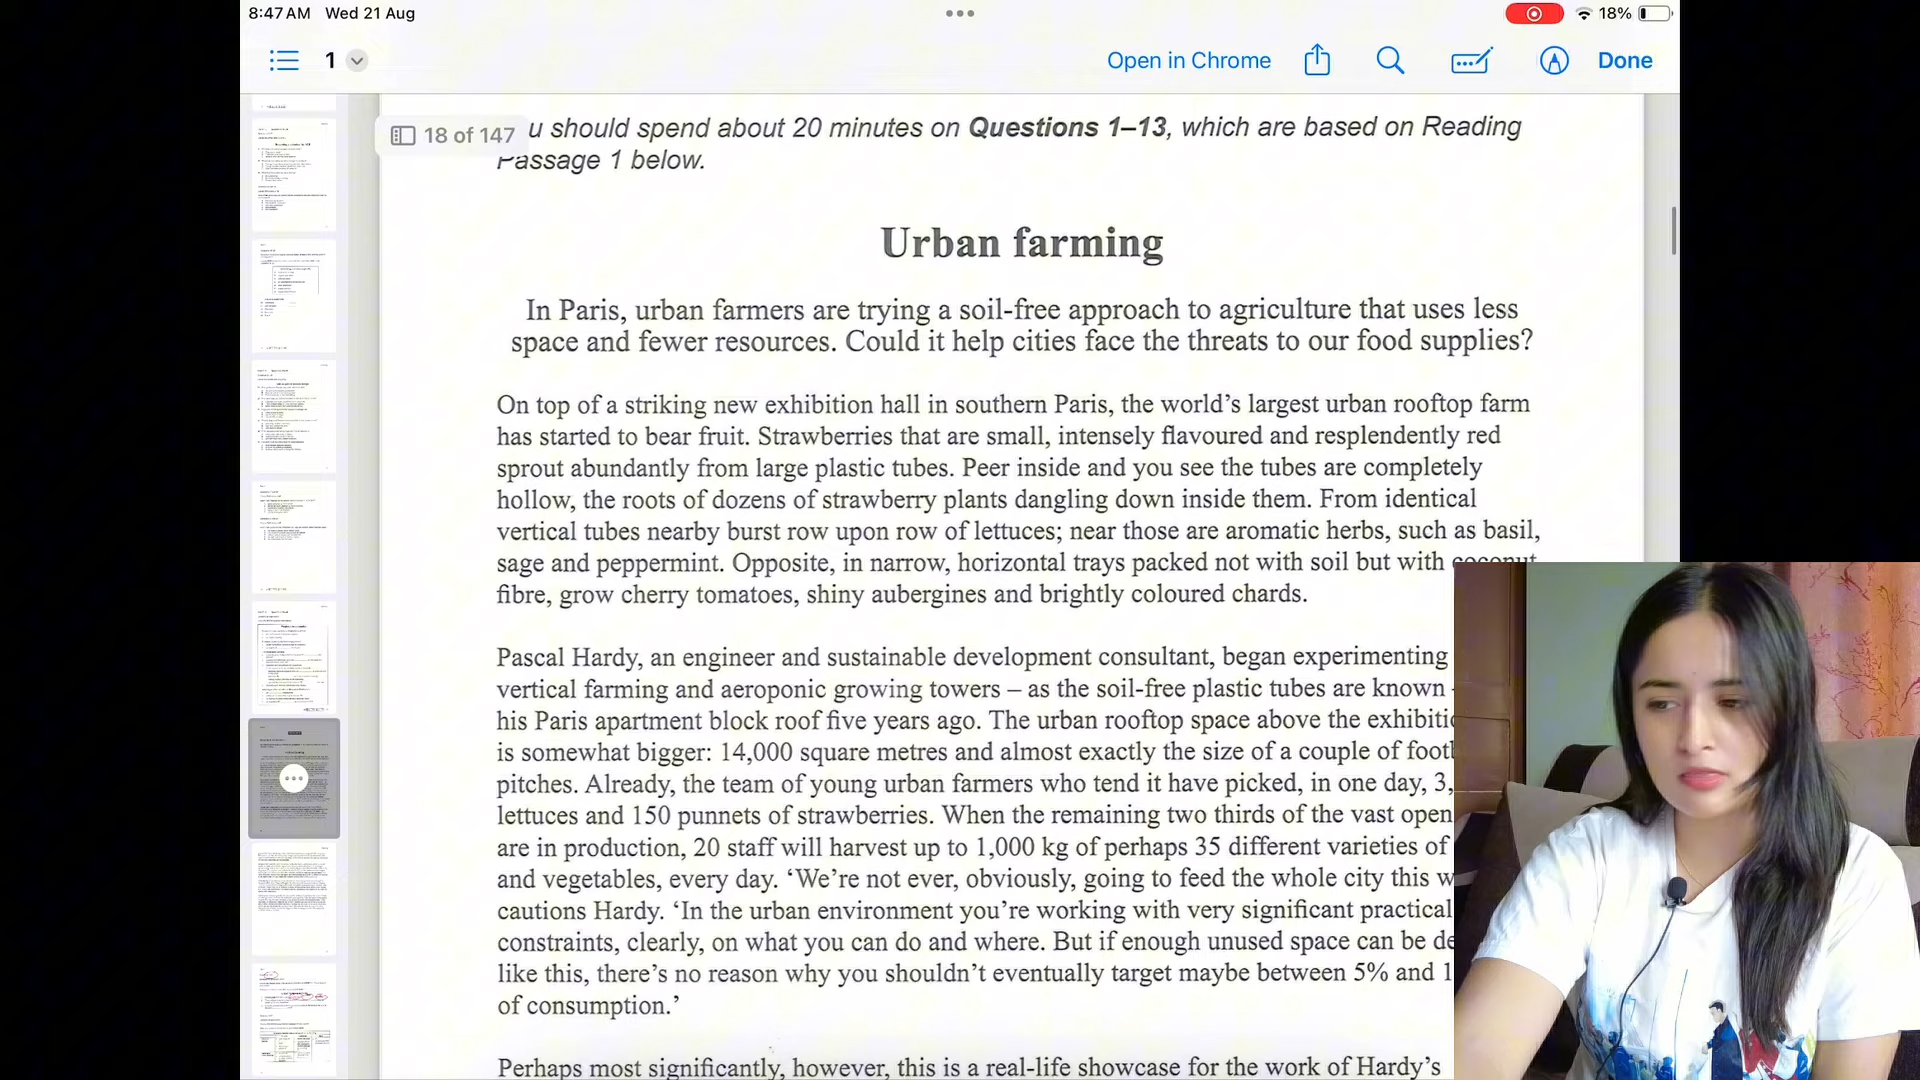 8:47 AM Wed 21 Aug
18%
1
Open in Chrome
Done
18 of 147
u should spend about 20 minutes on Questions 1–13, which are based on Reading
Passage 1 below.
Urban farming
In Paris, urban farmers are trying a soil-free approach to agriculture that uses less
space and fewer resources. Could it help cities face the threats to our food supplies?
On top of a striking new exhibition hall in southern Paris, the world’s largest urban rooftop farm
has started to bear fruit. Strawberries that are small, intensely flavoured and resplendently red
sprout abundantly from large plastic tubes. Peer inside and you see the tubes are completely
hollow, the roots of dozens of strawberry plants dangling down inside them. From identical
vertical tubes nearby burst row upon row of lettuces; near those are aromatic herbs, such as basil,
sage and peppermint. Opposite, in narrow, horizontal trays packed not with soil but with coconut
fibre, grow cherry tomatoes, shiny aubergines and brightly coloured chards.
Pascal Hardy, an engineer and sustainable development consultant, began experimenting
vertical farming and aeroponic growing towers – as the soil-free plastic tubes are known
his Paris apartment block roof five years ago. The urban rooftop space above the exhibiti
is somewhat bigger: 14,000 square metres and almost exactly the size of a couple of foot
pitches. Already, the team of young urban farmers who tend it have picked, in one day, 3,
lettuces and 150 punnets of strawberries. When the remaining two thirds of the vast open
are in production, 20 staff will harvest up to 1,000 kg of perhaps 35 different varieties of
and vegetables, every day. ‘We’re not ever, obviously, going to feed the whole city this w
cautions Hardy. ‘In the urban environment you’re working with very significant practical
constraints, clearly, on what you can do and where. But if enough unused space can be de
like this, there’s no reason why you shouldn’t eventually target maybe between 5% and 1
of consumption.’
Perhaps most significantly, however, this is a real-life showcase for the work of Hardy’s